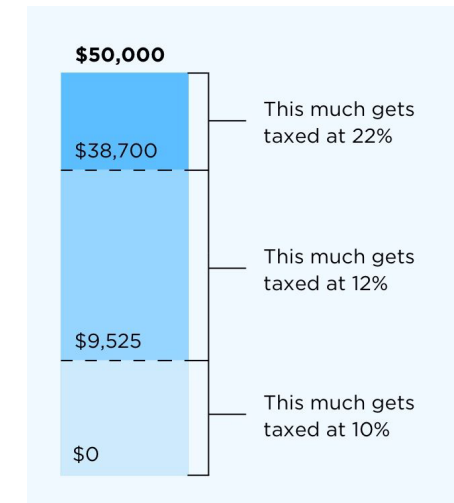 $50,000
This much gets
taxed at 22%
$38,700
This much gets
taxed at 12%
$9,525
This much gets
taxed at 10%
$0